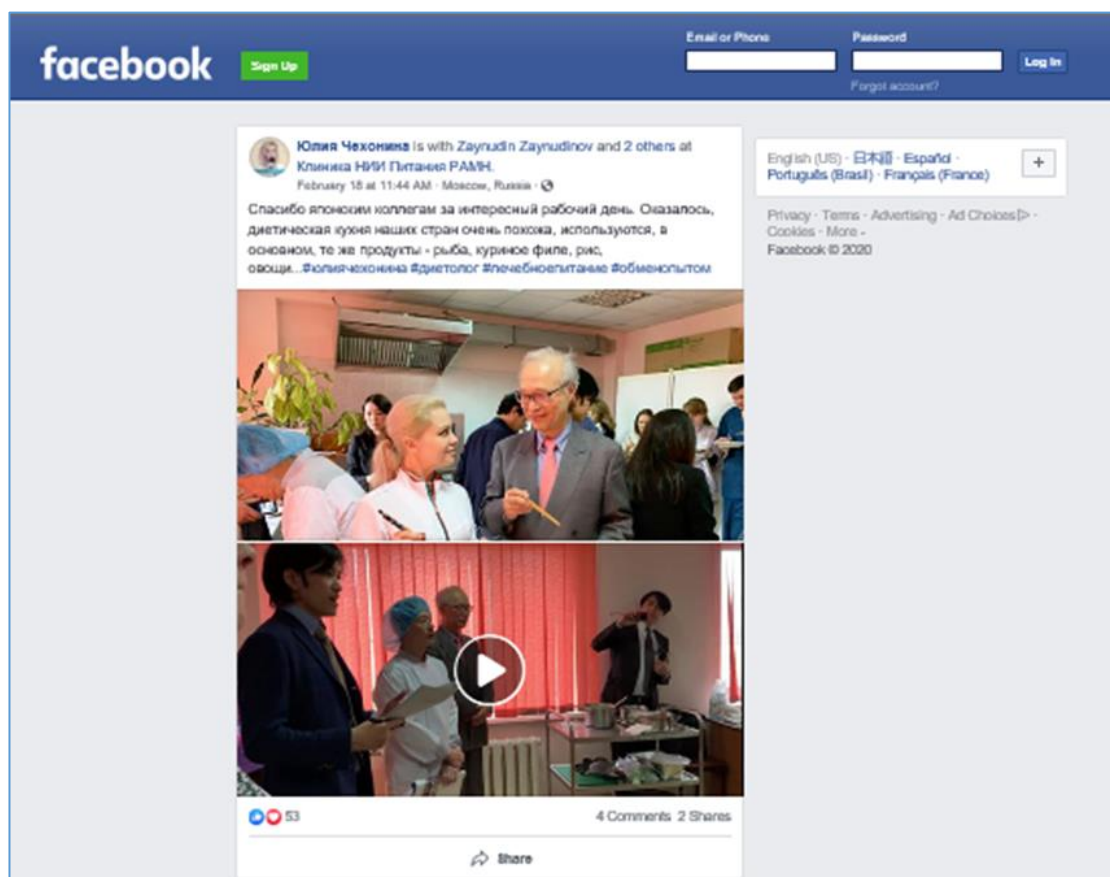 facebook
Sign Up
Email or Phone
Password
Log In
Forgot account?
Юлия Чехонина is with Zaynudin Zaynudinov and 2 others at
Клиника НИИ Питания РАМН.
February 18 at 11:44 AM · Moscow, Russia ·
Спасибо японским коллегам за интересный рабочий день. Оказалось,
диетическая кухня наших стран очень похожа, используются, в
основном, те же продукты - рыба, куриное филе, рис,
овощи...#юлиячехонина #диетолог #лечебноепитание #обменопытом
53
4 Comments 2 Shares
Share
English (US) · 日本語 · Español ·
Português (Brasil) · Français (France)
+
Privacy · Terms · Advertising · Ad Choices ·
Cookies · More
Facebook © 2020